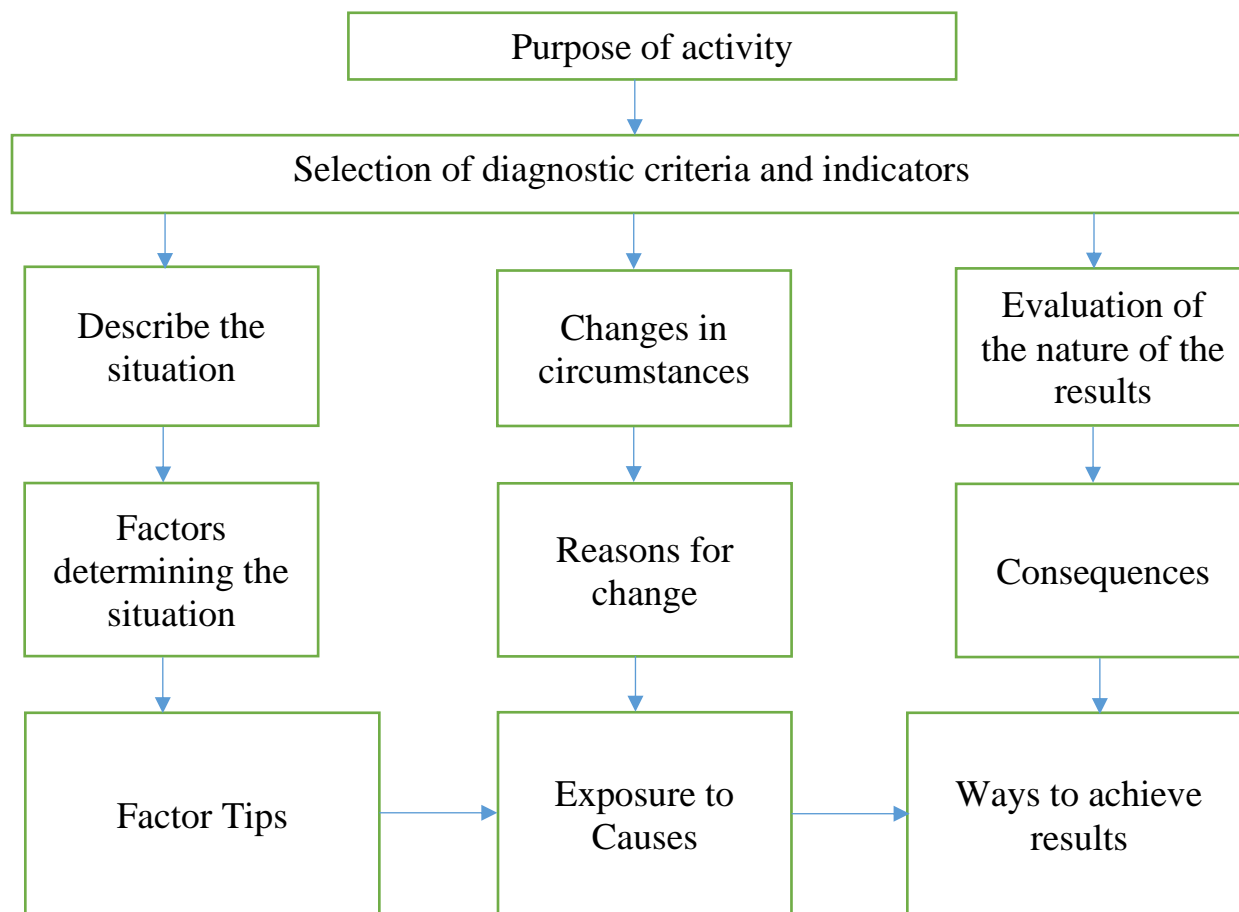 Purpose of activity
Selection of diagnostic criteria and indicators
Describe the
situation
Changes in
circumstances
Evaluation of
the nature of the
results
Factors
determining the
situation
Reasons for
change
Consequences
Factor Tips
Exposure to
Causes
Ways to achieve
results